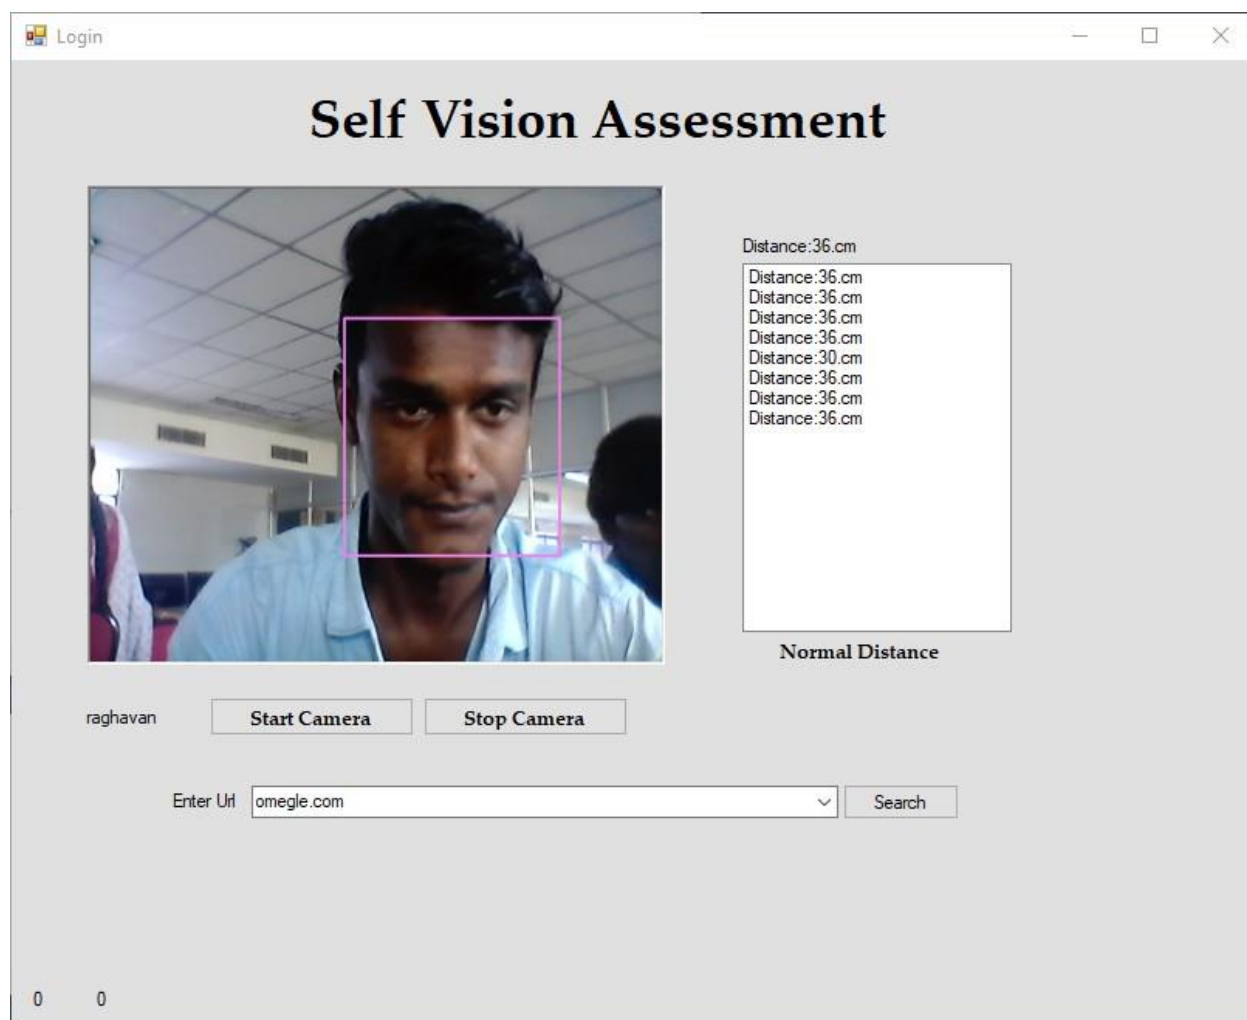 Login
Self Vision Assessment
Distance:36.cm
Distance:36.cm
Distance:36.cm
Distance:36.cm
Distance:36.cm
Distance:30.cm
Distance:36.cm
Distance:36.cm
Distance:36.cm
Normal Distance
raghavan
Start Camera
Stop Camera
Enter Url
omegle.com
Search
0 0